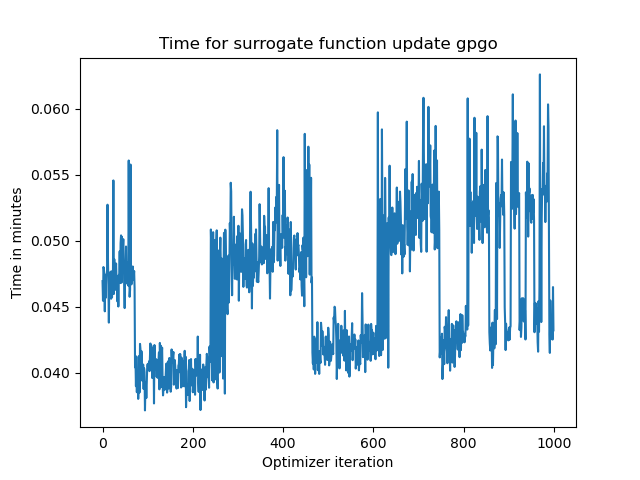 Time for surrogate function update gpgo
Time in minutes
0.060
0.055
0.050
0.045
0.040
0 200 400 600 800 1000
Optimizer iteration